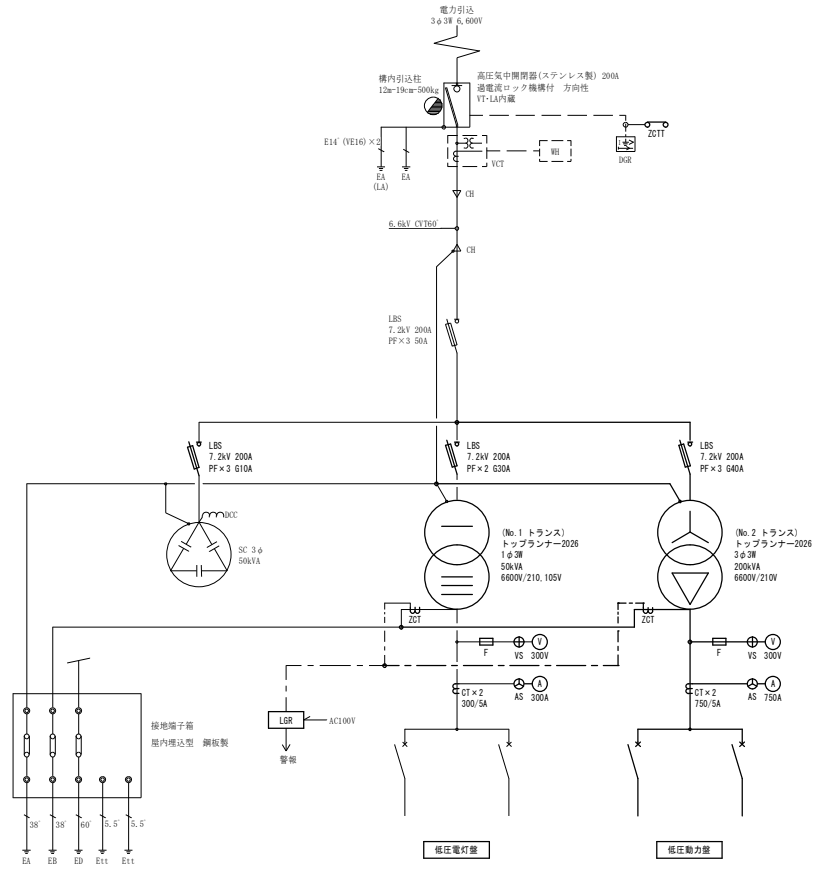 電力引込
3φ3W 6,600V
構内引込柱
12m-19cm-500kg
高圧気中開閉器(ステンレス製) 200A
過電流ロック機構付 方向性
VT・LA内蔵
ZCTT
I
DGR
E14゜(VE16)×2
EA
(LA)
EA
VCT
WH
CH
6.6kV CVT60゜
CH
LBS
7.2kV 200A
PF×3 50A
LBS
7.2kV 200A
PF×3 G10A
LBS
7.2kV 200A
PF×2 G30A
LBS
7.2kV 200A
PF×3 G40A
DCC
SC 3φ
50kVA
(No.1 トランス)
トップランナー2026
1φ3W
50kVA
6600V/210,105V
(No.2 トランス)
トップランナー2026
3φ3W
200kVA
6600V/210V
ZCT
ZCT
F
VS 300V
V
F
VS 300V
V
CT×2
300/5A
AS 300A
A
CT×2
750/5A
AS 750A
A
LGR
AC100V
警報
接地端子箱
屋内埋込型 鋼板製
38゜
38゜
60゜
5.5゜
5.5゜
EA
EB
ED
Ett
Ett
低圧電灯盤
低圧動力盤